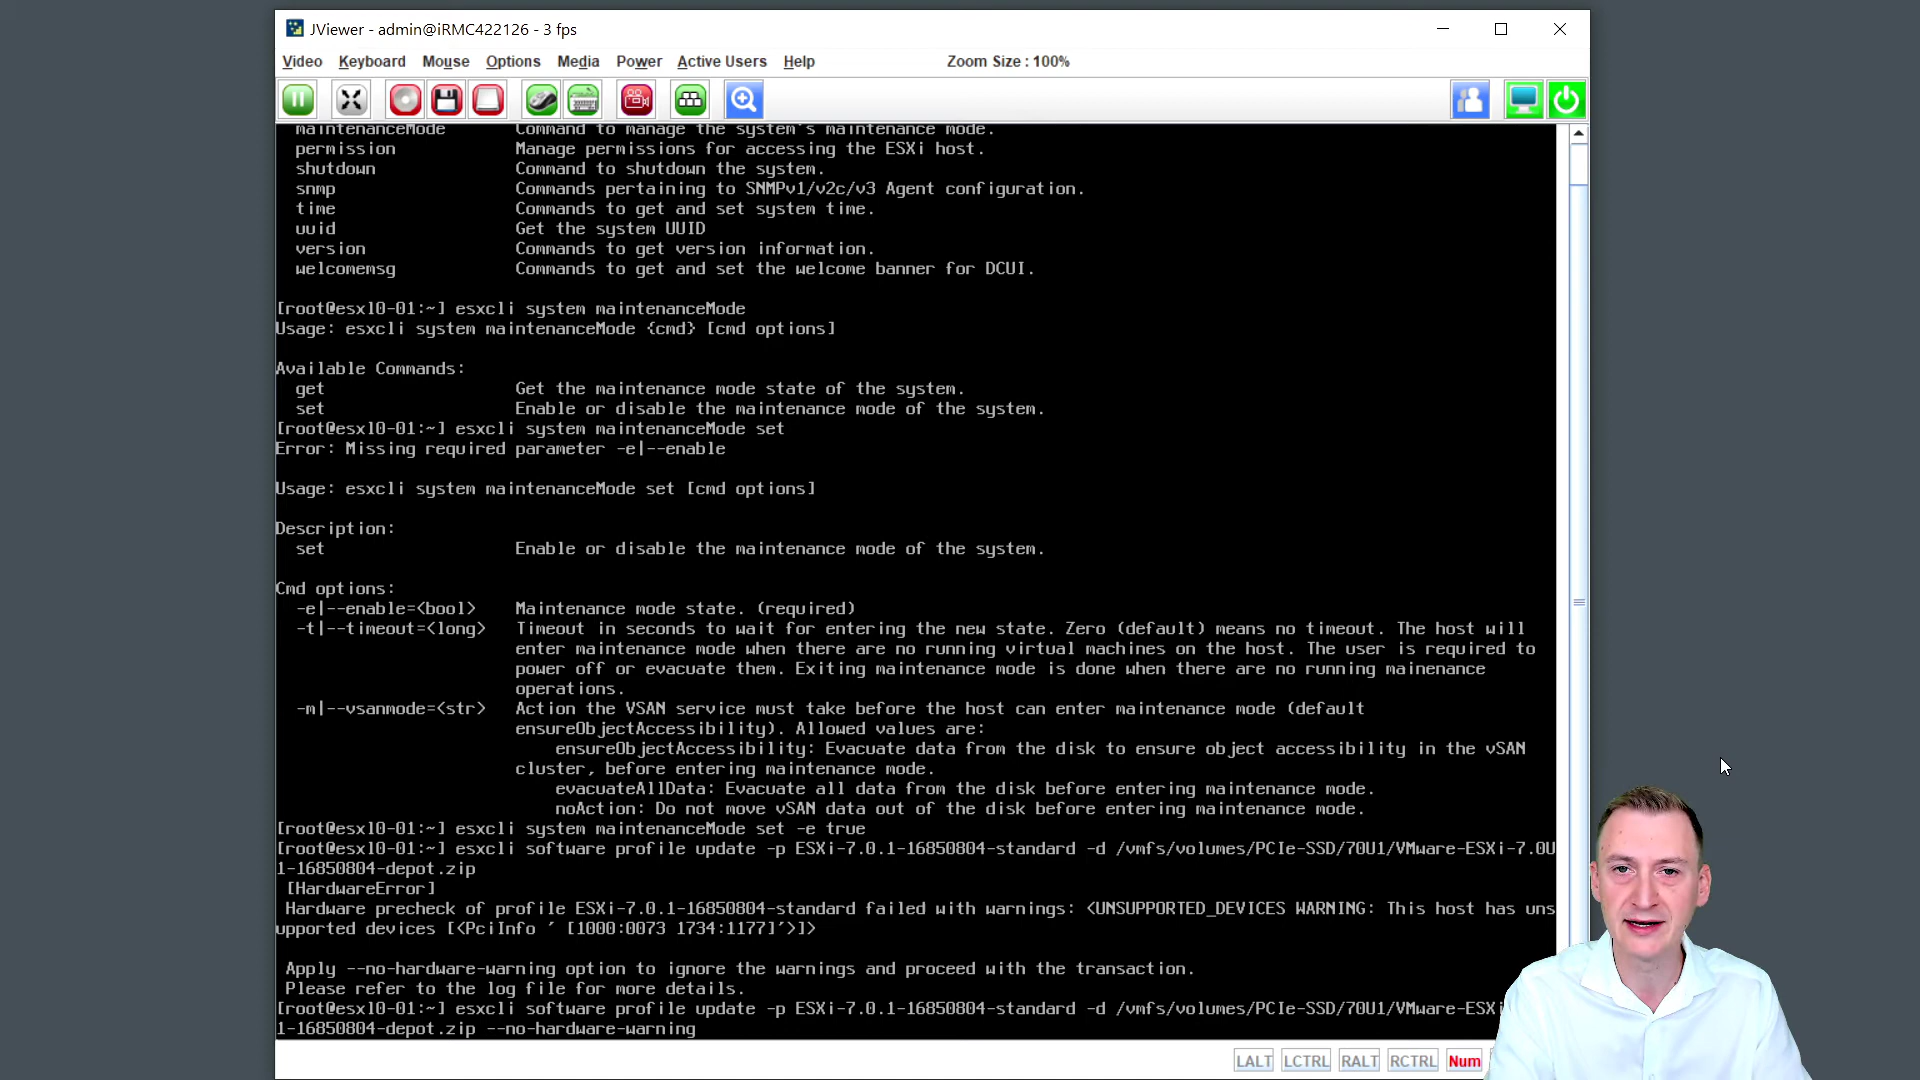 JViewer - admin@iRMC422126 - 3 fps
Video Keyboard Mouse Options Media Power Active Users Help Zoom Size : 100%
maintenanceMode Command to manage the system's maintenance mode.
permission Manage permissions for accessing the ESXi host.
shutdown Command to shutdown the system.
snmp Commands pertaining to SNMPv1/v2c/v3 Agent configuration.
time Commands to get and set system time.
uuid Get the system UUID
version Commands to get version information.
welcomemsg Commands to get and set the welcome banner for DCUI.
[root@esxl0-01:~] esxcli system maintenanceMode
Usage: esxcli system maintenanceMode {cmd} [cmd options]
Available Commands:
get Get the maintenance mode state of the system.
set Enable or disable the maintenance mode of the system.
[root@esxl0-01:~] esxcli system maintenanceMode set
Error: Missing required parameter -e|--enable
Usage: esxcli system maintenanceMode set [cmd options]
Description:
set Enable or disable the maintenance mode of the system.
Cmd options:
-e|--enable=<bool> Maintenance mode state. (required)
-t|--timeout=<long> Timeout in seconds to wait for entering the new state. Zero (default) means no timeout. The host will
enter maintenance mode when there are no running virtual machines on the host. The user is required to
power off or evacuate them. Exiting maintenance mode is done when there are no running mainenance
operations.
-m|--vsanmode=<str> Action the VSAN service must take before the host can enter maintenance mode (default
ensureObjectAccessibility). Allowed values are:
ensureObjectAccessibility: Evacuate data from the disk to ensure object accessibility in the vSAN
cluster, before entering maintenance mode.
evacuateAllData: Evacuate all data from the disk before entering maintenance mode.
noAction: Do not move vSAN data out of the disk before entering maintenance mode.
[root@esxl0-01:~] esxcli system maintenanceMode set -e true
[root@esxl0-01:~] esxcli software profile update -p ESXi-7.0.1-16850804-standard -d /vmfs/volumes/PCIe-SSD/70U1/VMware-ESXi-7.0U
1-16850804-depot.zip
[HardwareError]
Hardware precheck of profile ESXi-7.0.1-16850804-standard failed with warnings: <UNSUPPORTED_DEVICES WARNING: This host has uns
upported devices [<PciInfo ' [1000:0073 1734:1177]'>]>
Apply --no-hardware-warning option to ignore the warnings and proceed with the transaction.
Please refer to the log file for more details.
[root@esxl0-01:~] esxcli software profile update -p ESXi-7.0.1-16850804-standard -d /vmfs/volumes/PCIe-SSD/70U1/VMware-ESX
1-16850804-depot.zip --no-hardware-warning
LALT LCTRL RALT RCTRL Num